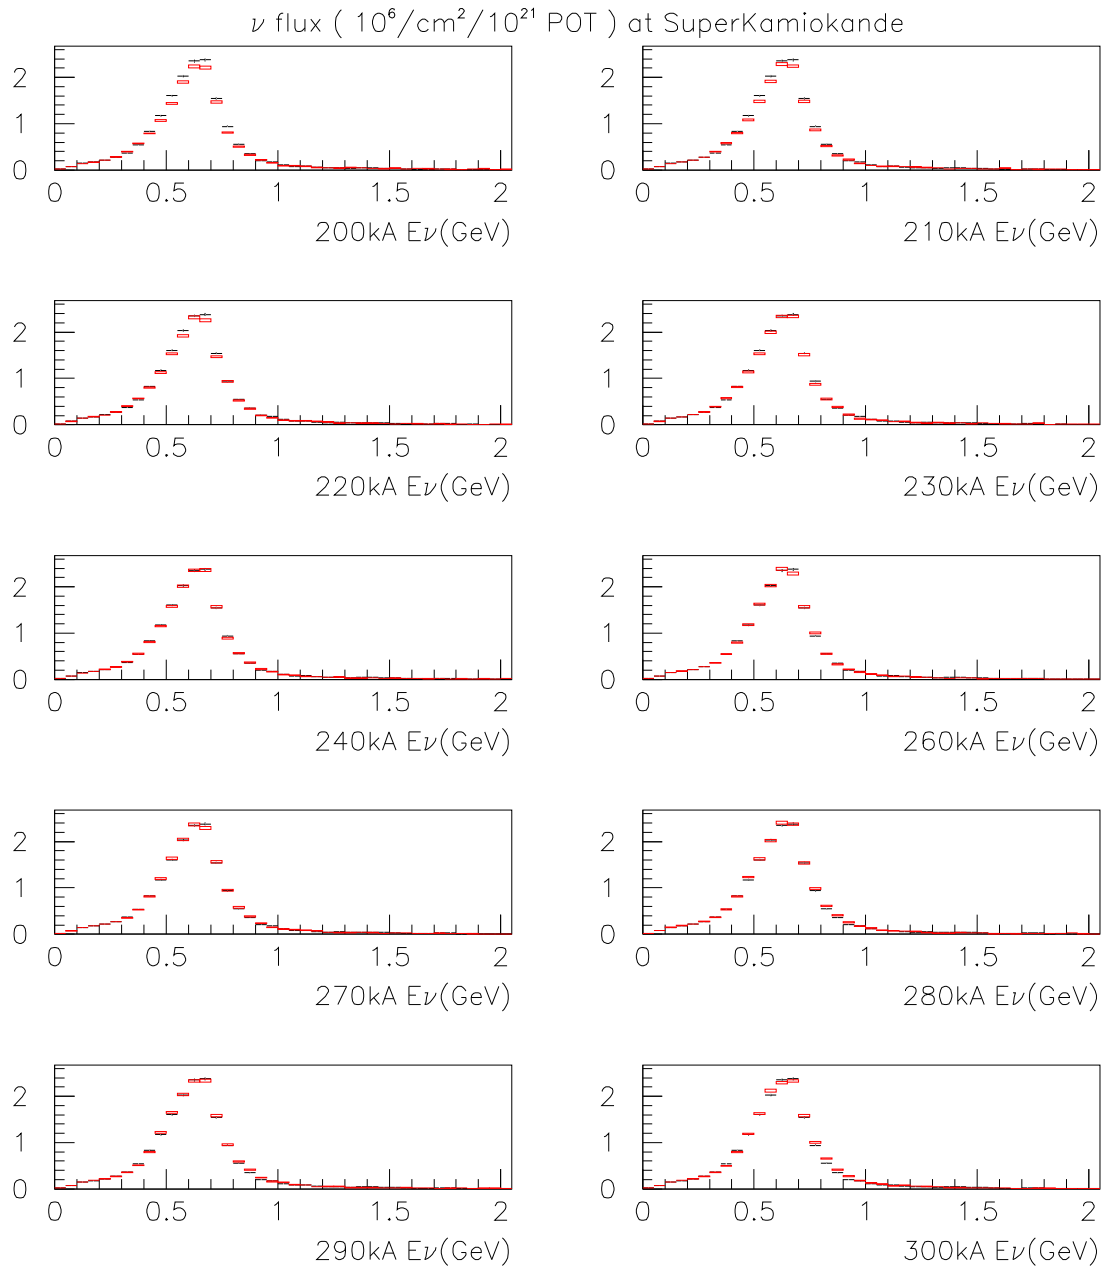 ν flux ( 10⁶/cm²/10²¹ POT ) at SuperKamiokande
2
1
0
0 0.5 1 1.5 2
200kA Eν(GeV)
2
1
0
0 0.5 1 1.5 2
210kA Eν(GeV)
2
1
0
0 0.5 1 1.5 2
220kA Eν(GeV)
2
1
0
0 0.5 1 1.5 2
230kA Eν(GeV)
2
1
0
0 0.5 1 1.5 2
240kA Eν(GeV)
2
1
0
0 0.5 1 1.5 2
260kA Eν(GeV)
2
1
0
0 0.5 1 1.5 2
270kA Eν(GeV)
2
1
0
0 0.5 1 1.5 2
280kA Eν(GeV)
2
1
0
0 0.5 1 1.5 2
290kA Eν(GeV)
2
1
0
0 0.5 1 1.5 2
300kA Eν(GeV)